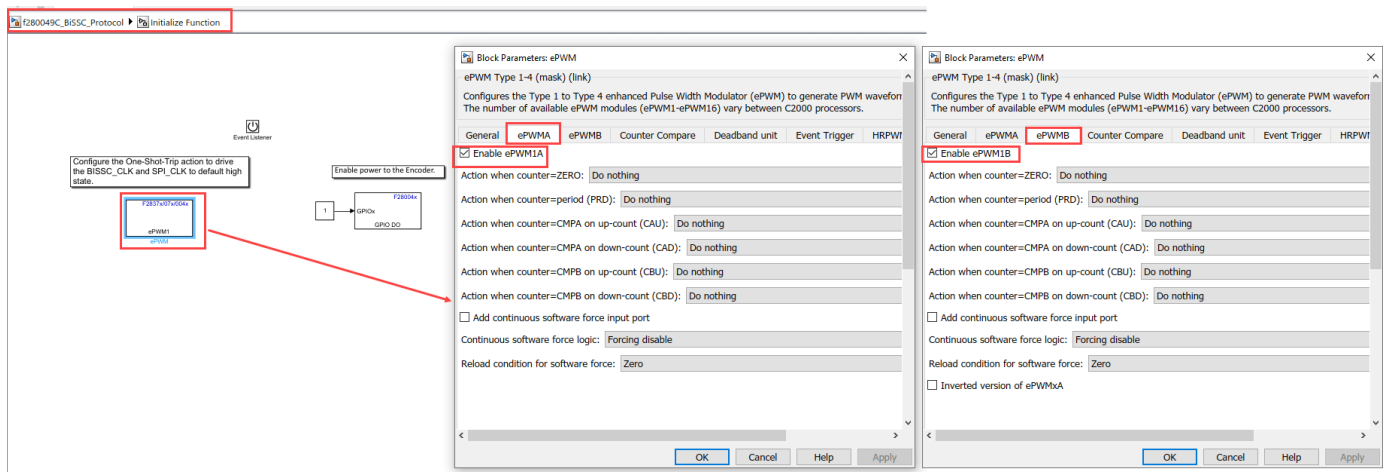 f280049C_BiSSC_Protocol
Initialize Function
Event Listener
Configure the One-Shot-Trip action to drive
the BISSC_CLK and SPI_CLK to default high
state.
F2837x/07x/004x
ePWM1
ePWM
Enable power to the Encoder.
1
F28004x
GPIOx
GPIO DO
Block Parameters: ePWM
ePWM Type 1-4 (mask) (link)
Configures the Type 1 to Type 4 enhanced Pulse Width Modulator (ePWM) to generate PWM waveforn
The number of available ePWM modules (ePWM1-ePWM16) vary between C2000 processors.
General ePWMA ePWMB Counter Compare Deadband unit Event Trigger HRPWM
Enable ePWM1A
Action when counter=ZERO: Do nothing
Action when counter=period (PRD): Do nothing
Action when counter=CMPA on up-count (CAU): Do nothing
Action when counter=CMPA on down-count (CAD): Do nothing
Action when counter=CMPB on up-count (CBU): Do nothing
Action when counter=CMPB on down-count (CBD): Do nothing
Add continuous software force input port
Continuous software force logic: Forcing disable
Reload condition for software force: Zero
OK Cancel Help Apply
Block Parameters: ePWM
ePWM Type 1-4 (mask) (link)
Configures the Type 1 to Type 4 enhanced Pulse Width Modulator (ePWM) to generate PWM waveforn
The number of available ePWM modules (ePWM1-ePWM16) vary between C2000 processors.
General ePWMA ePWMB Counter Compare Deadband unit Event Trigger HRPWM
Enable ePWM1B
Action when counter=ZERO: Do nothing
Action when counter=period (PRD): Do nothing
Action when counter=CMPA on up-count (CAU): Do nothing
Action when counter=CMPA on down-count (CAD): Do nothing
Action when counter=CMPB on up-count (CBU): Do nothing
Action when counter=CMPB on down-count (CBD): Do nothing
Add continuous software force input port
Continuous software force logic: Forcing disable
Reload condition for software force: Zero
Inverted version of ePWMxA
OK Cancel Help Apply